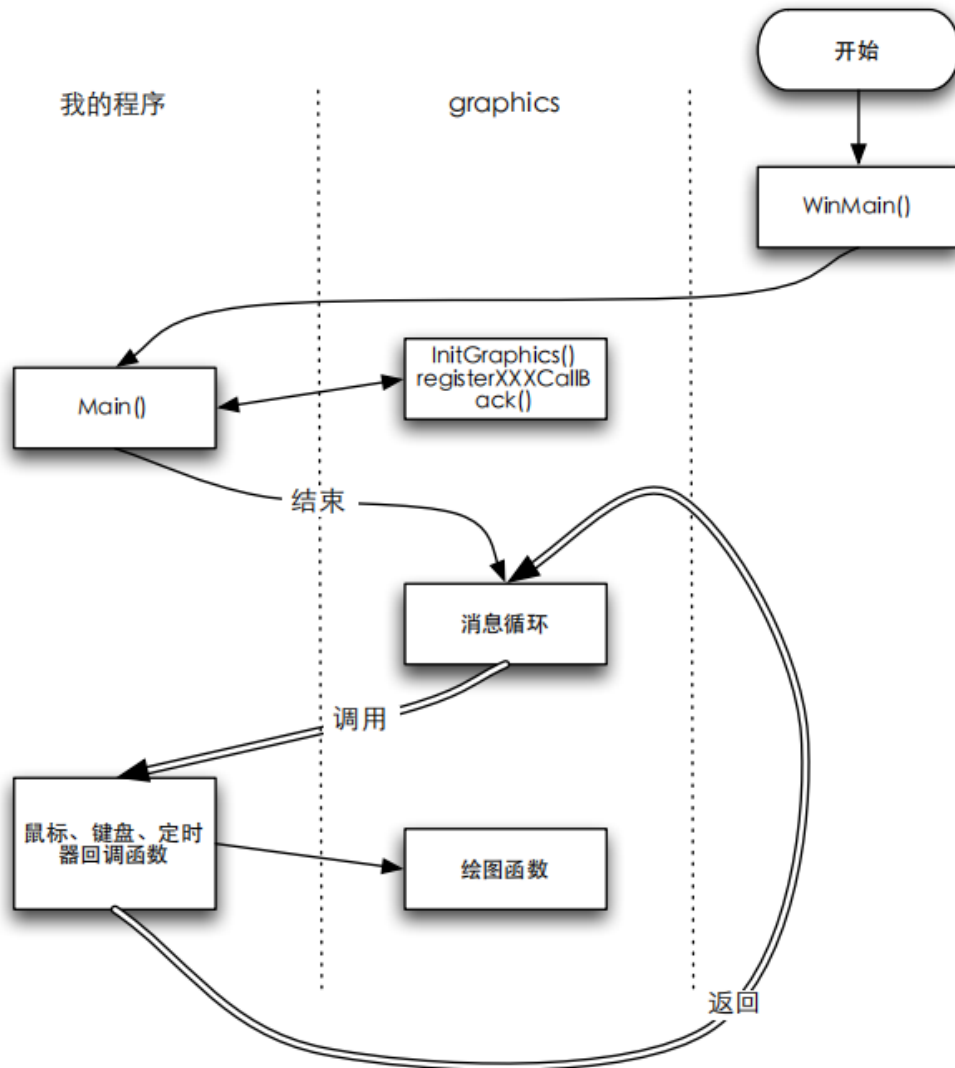 开始
我的程序
graphics
WinMain()
InitGraphics()
registerXXXCallB
ack()
Main()
结束
消息循环
调用
鼠标、键盘、定时
器回调函数
绘图函数
返回